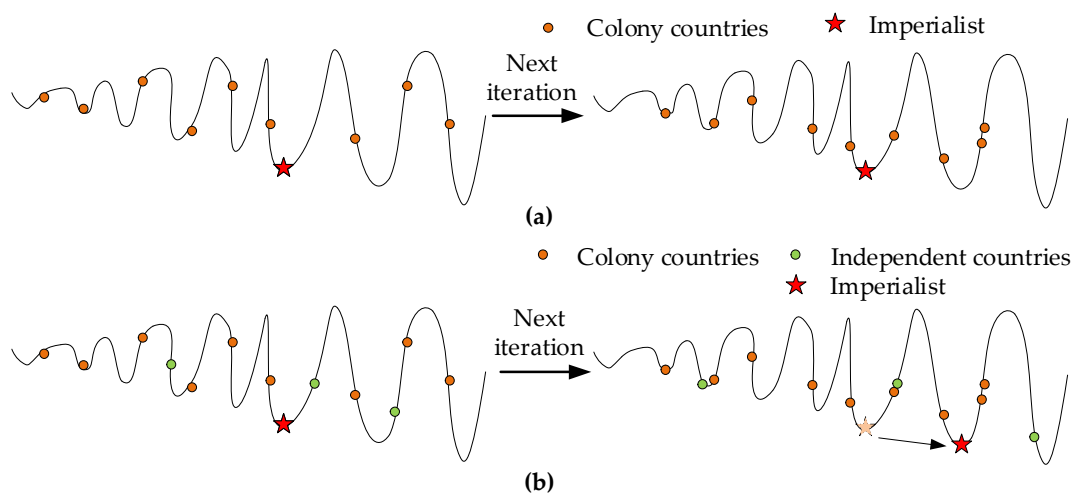 Colony countries
Imperialist
Next
iteration
(a)
Colony countries
Independent countries
Imperialist
Next
iteration
(b)